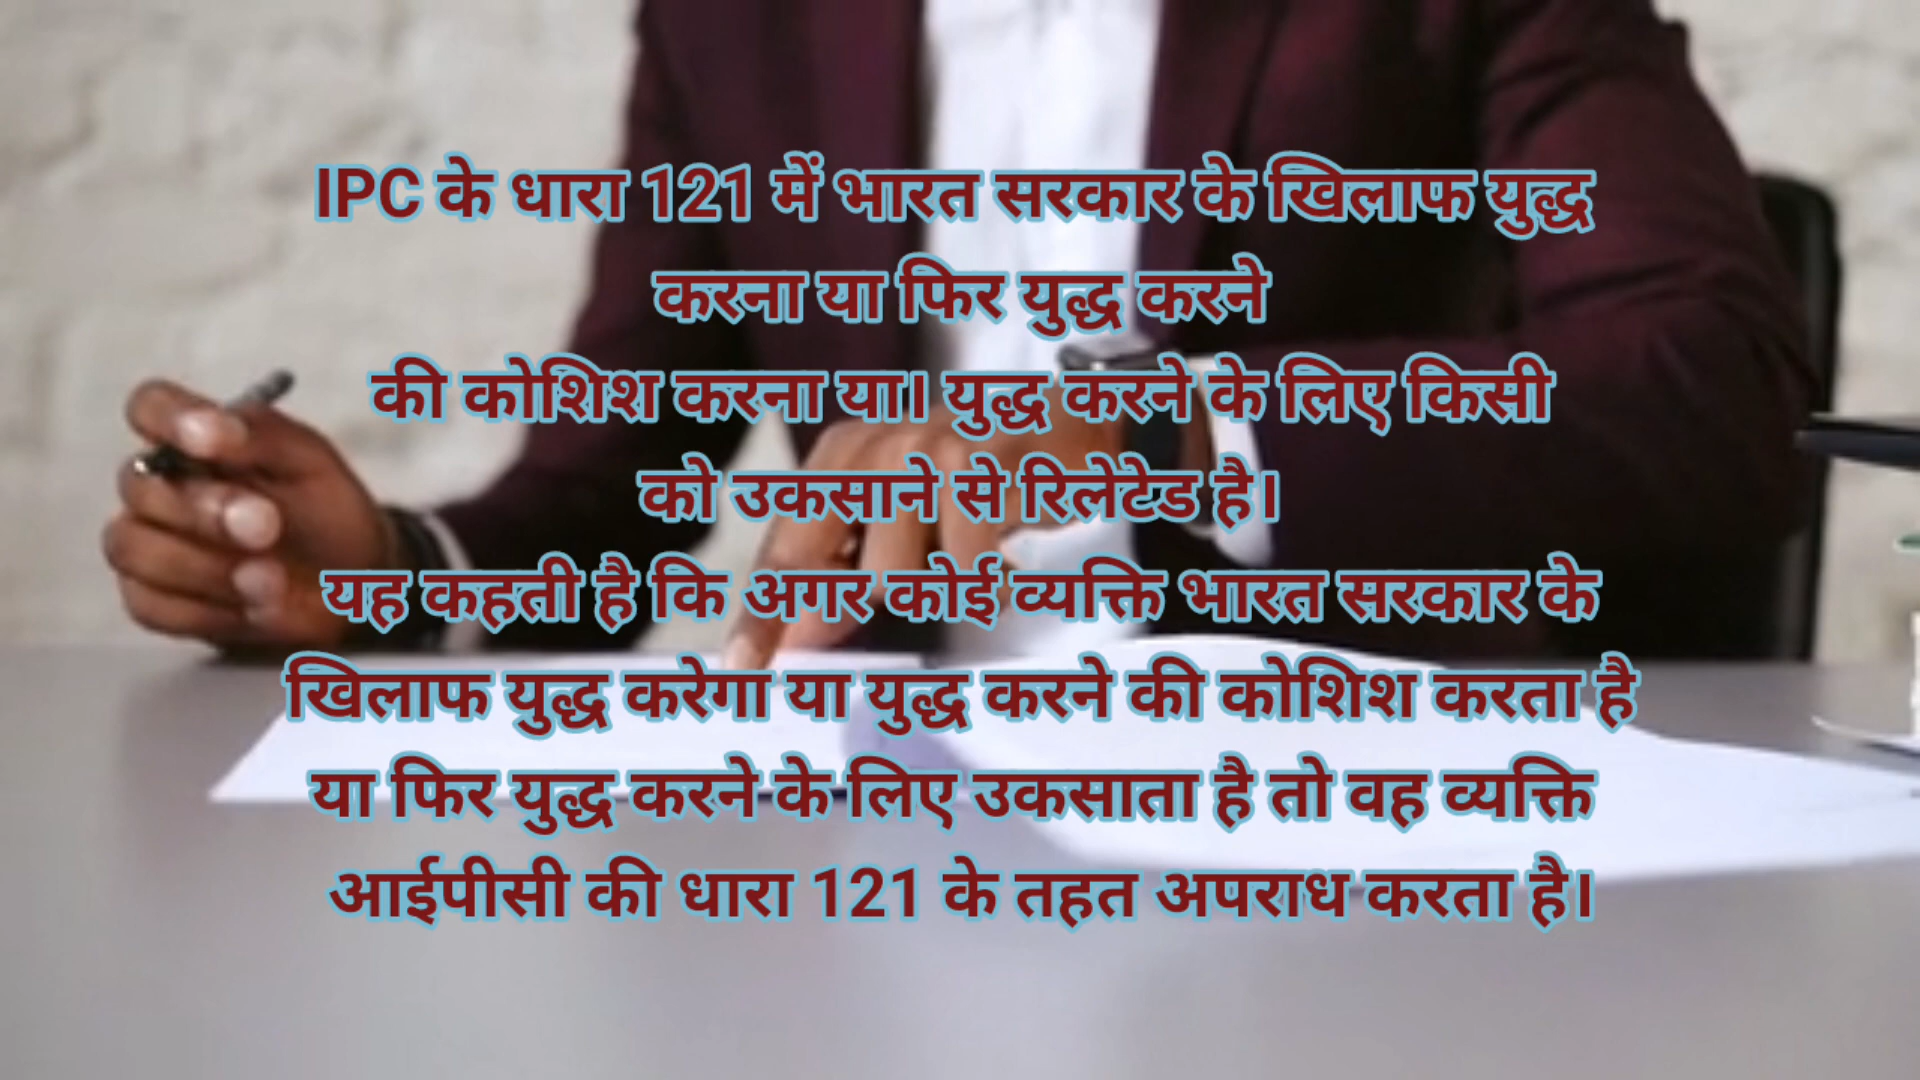 IPC के धारा 121 में भारत सरकार के खिलाफ युद्ध
करना या फिर युद्ध करने
की कोशिश करना या। युद्ध करने के लिए किसी
को उकसाने से रिलेटेड है।
यह कहती है कि अगर कोई व्यक्ति भारत सरकार के
खिलाफ युद्ध करेगा या युद्ध करने की कोशिश करता है
या फिर युद्ध करने के लिए उकसाता है तो वह व्यक्ति
आईपीसी की धारा 121 के तहत अपराध करता है।